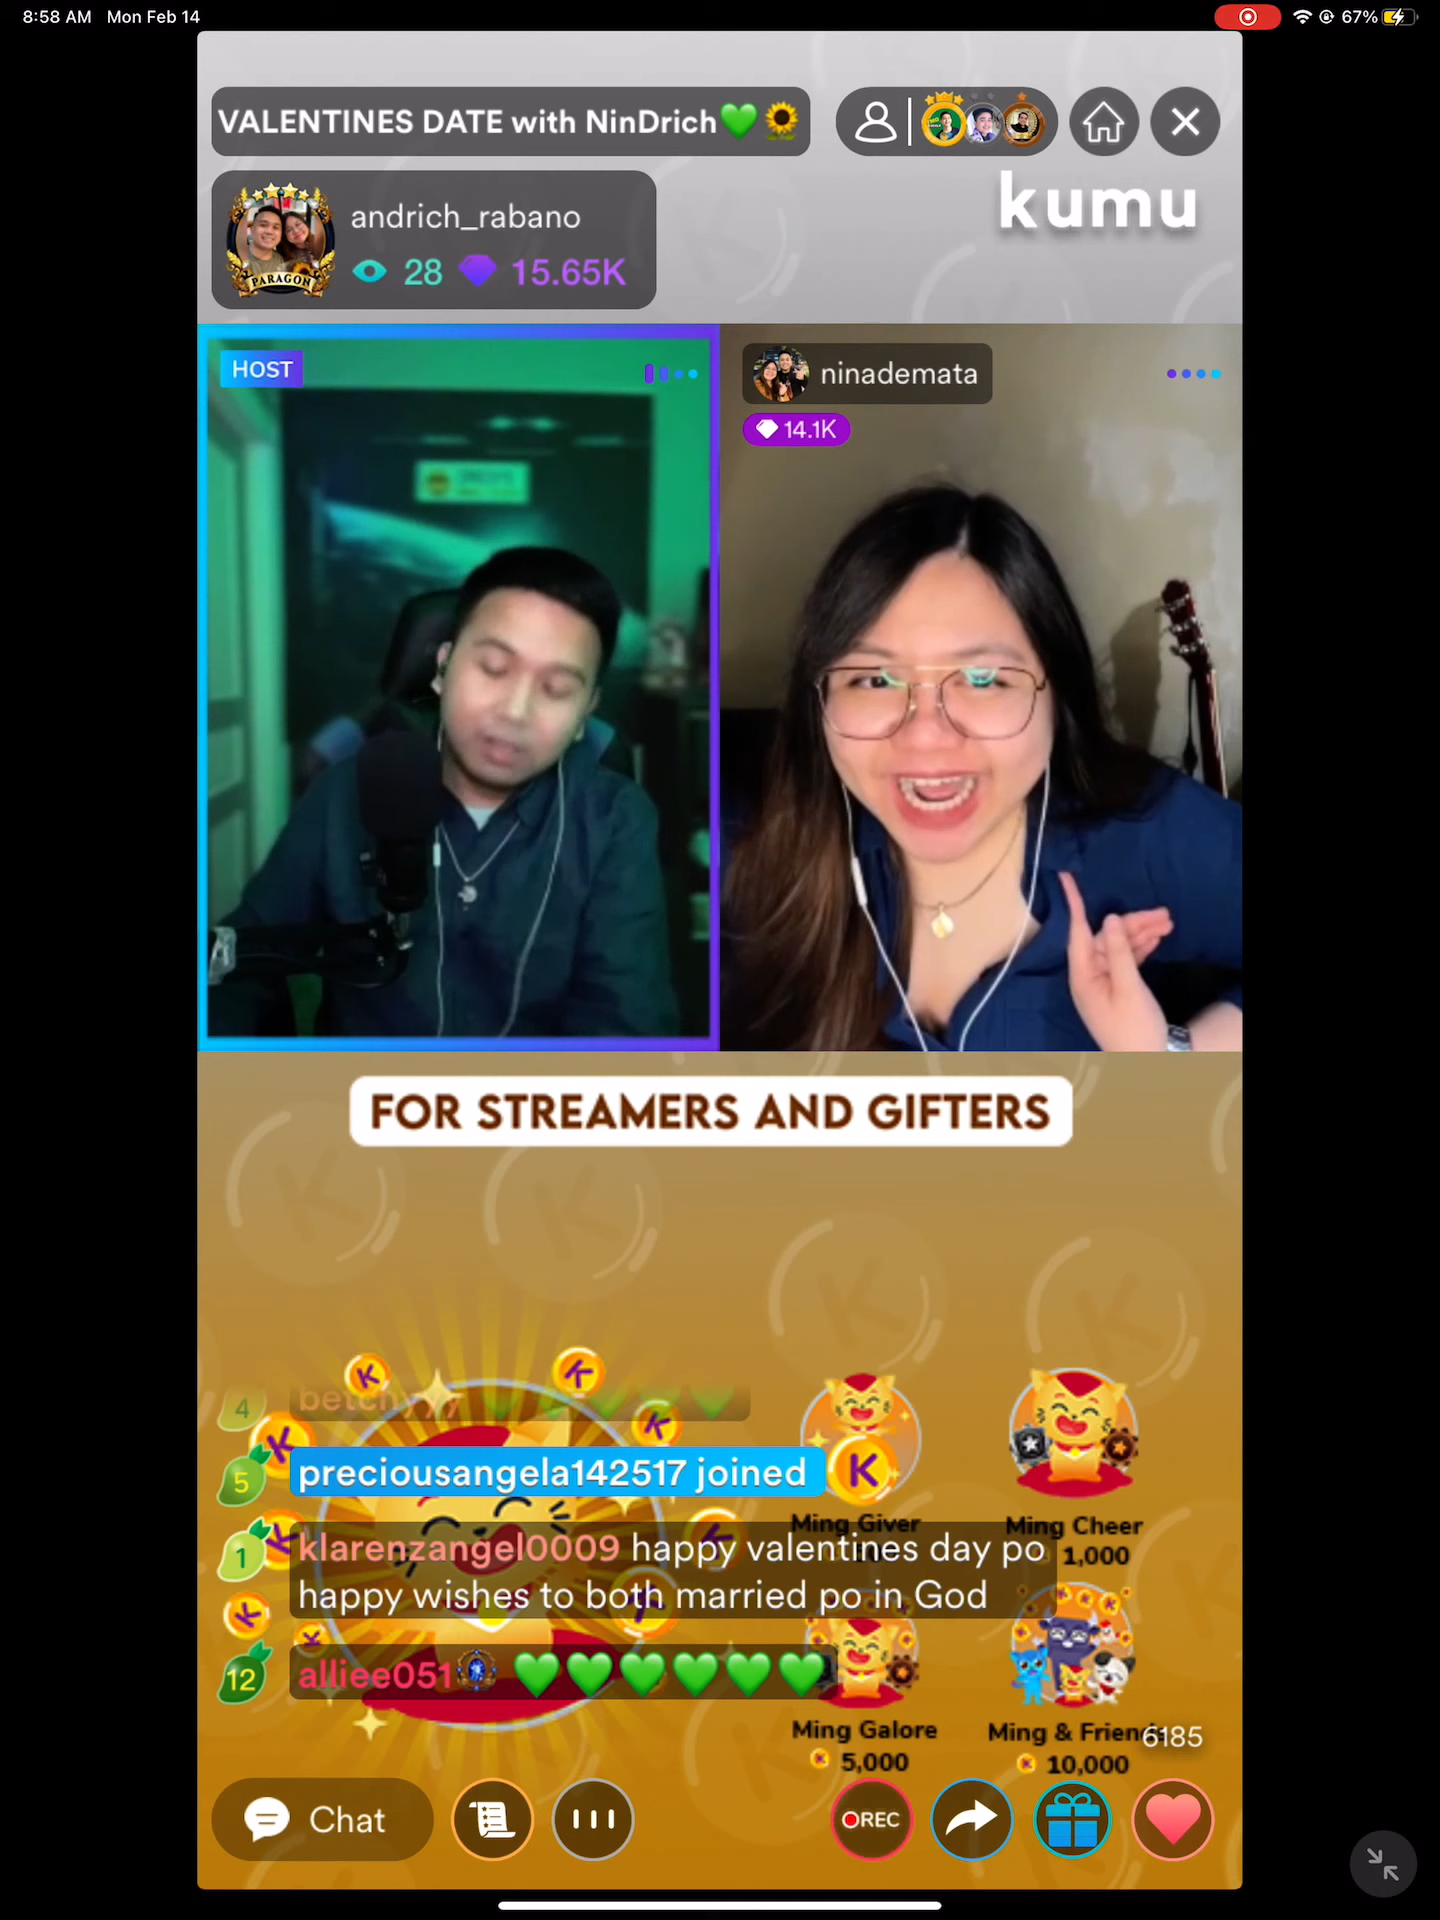 8:58 AM Mon Feb 14
67%
VALENTINES DATE with NinDrich💚🌻
kumu
andrich_rabano
PARAGON
28 15.65K
HOST
ninademata
14.1K
FOR STREAMERS AND GIFTERS
4 betchyyy 💚💚💚💚💚
5 preciousangela142517 joined
1 klarenzangel0009 happy valentines day po
happy wishes to both married po in God
12 alliee051 💚💚💚💚💚💚
Ming Giver
Ming Cheer
1,000
Ming Galore
5,000
Ming & Friends
10,000
6185
Chat
REC